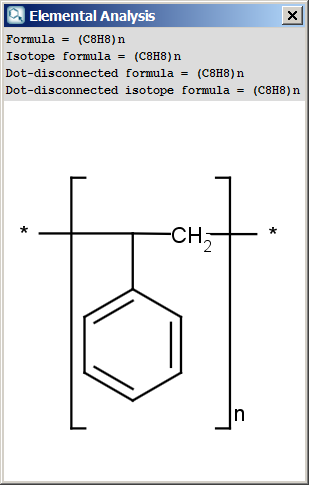 Elemental Analysis
Formula = (C8H8)n
Isotope formula = (C8H8)n
Dot-disconnected formula = (C8H8)n
Dot-disconnected isotope formula = (C8H8)n
* CH2 *
n